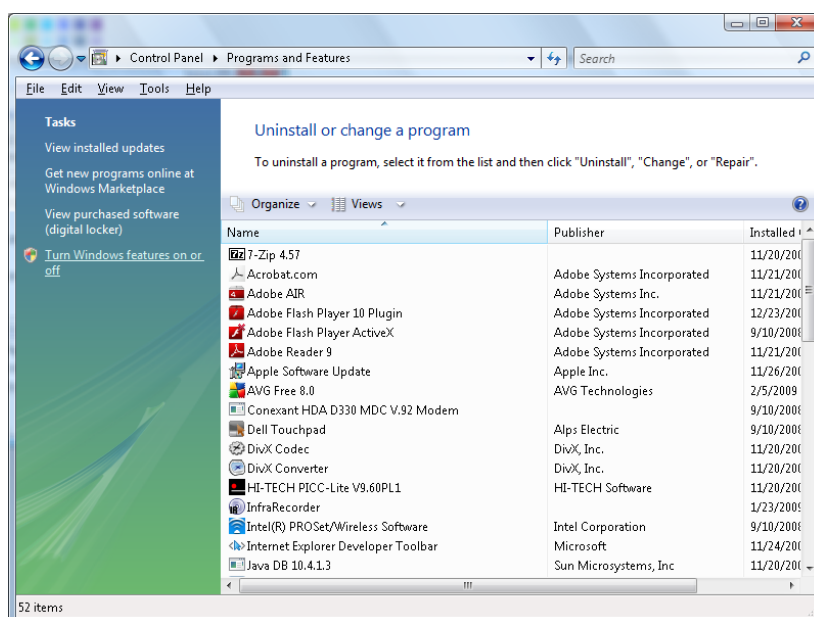 Control Panel Programs and Features Search
File Edit View Tools Help
Tasks
View installed updates
Get new programs online at
Windows Marketplace
View purchased software
(digital locker)
Turn Windows features on or
off
Uninstall or change a program
To uninstall a program, select it from the list and then click "Uninstall", "Change", or "Repair".
Organize Views
Name Publisher Installed
7-Zip 4.57 11/20/200
Acrobat.com Adobe Systems Incorporated 11/21/200
Adobe AIR Adobe Systems Inc. 11/21/200
Adobe Flash Player 10 Plugin Adobe Systems Incorporated 12/23/200
Adobe Flash Player ActiveX Adobe Systems Incorporated 9/10/2008
Adobe Reader 9 Adobe Systems Incorporated 11/21/200
Apple Software Update Apple Inc. 11/26/200
AVG Free 8.0 AVG Technologies 2/5/2009
Conexant HDA D330 MDC V.92 Modem 9/10/2008
Dell Touchpad Alps Electric 9/10/2008
DivX Codec DivX, Inc. 11/20/200
DivX Converter DivX, Inc. 11/20/200
HI-TECH PICC-Lite V9.60PL1 HI-TECH Software 11/20/200
InfraRecorder 1/23/2009
Intel(R) PROSet/Wireless Software Intel Corporation 9/10/2008
Internet Explorer Developer Toolbar Microsoft 11/24/200
Java DB 10.4.1.3 Sun Microsystems, Inc 11/20/200
52 items